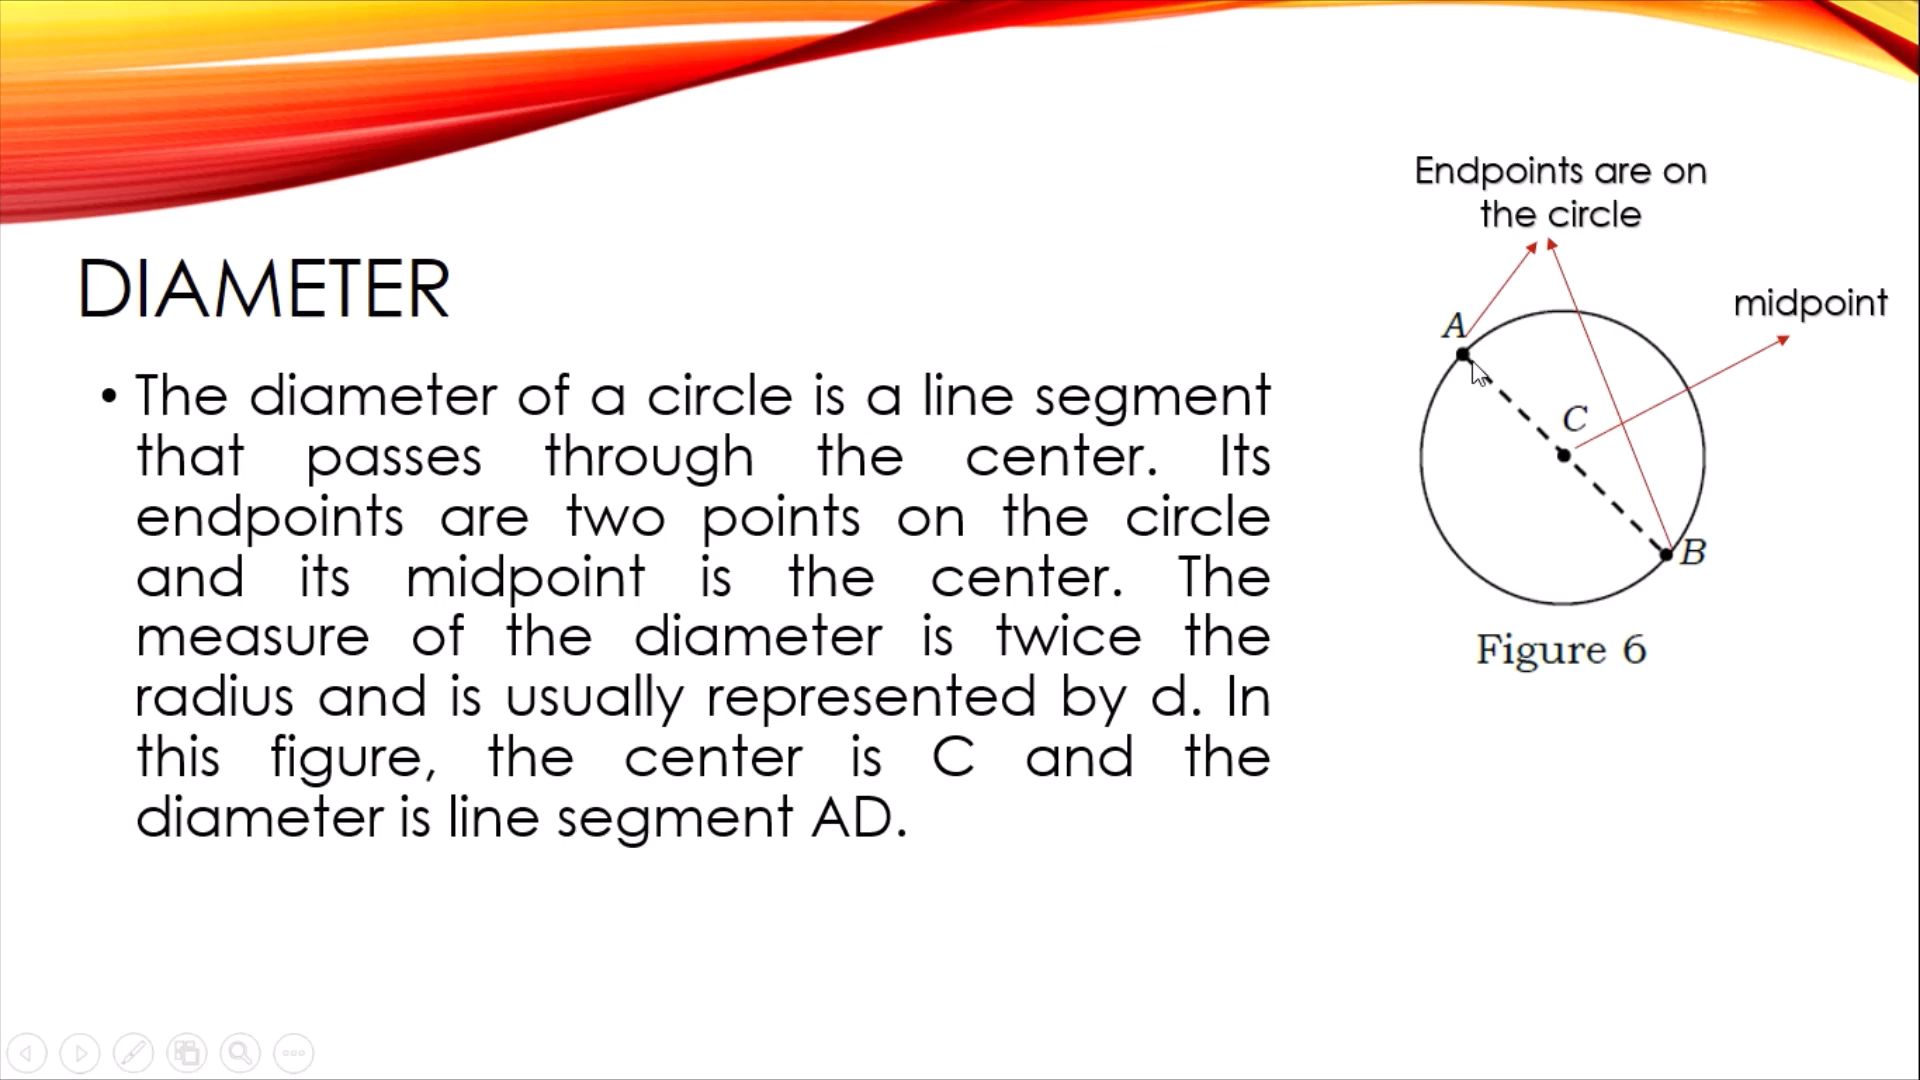 DIAMETER
• The diameter of a circle is a line segment
that passes through the center. Its
endpoints are two points on the circle
and its midpoint is the center. The
measure of the diameter is twice the
radius and is usually represented by d. In
this figure, the center is C and the
diameter is line segment AD.
Endpoints are on
the circle
midpoint
A
C
B
Figure 6